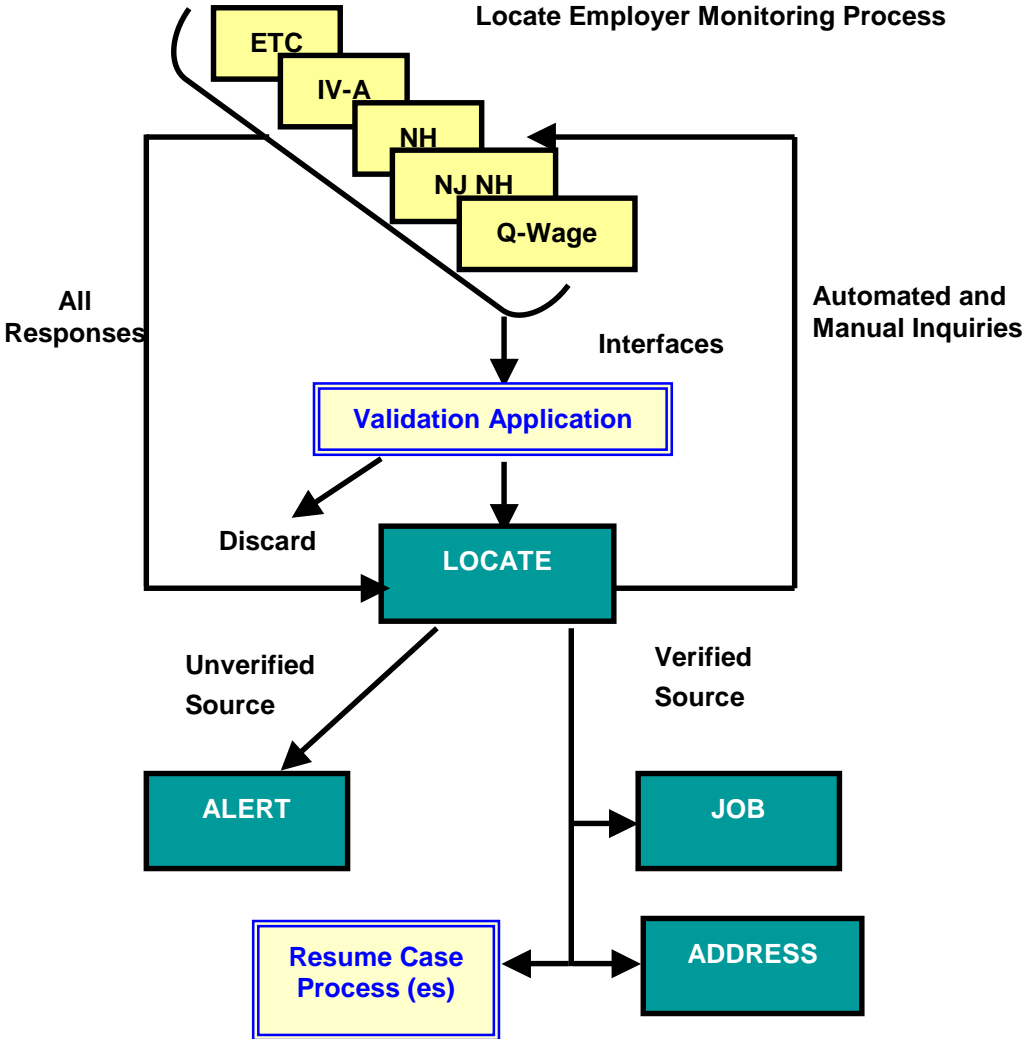 Locate Employer Monitoring Process
ETC
IV-A
NH
NJ NH
Q-Wage
All
Responses
Automated and
Manual Inquiries
Interfaces
Validation Application
Discard
LOCATE
Unverified
Source
Verified
Source
ALERT
JOB
Resume Case
Process (es)
ADDRESS